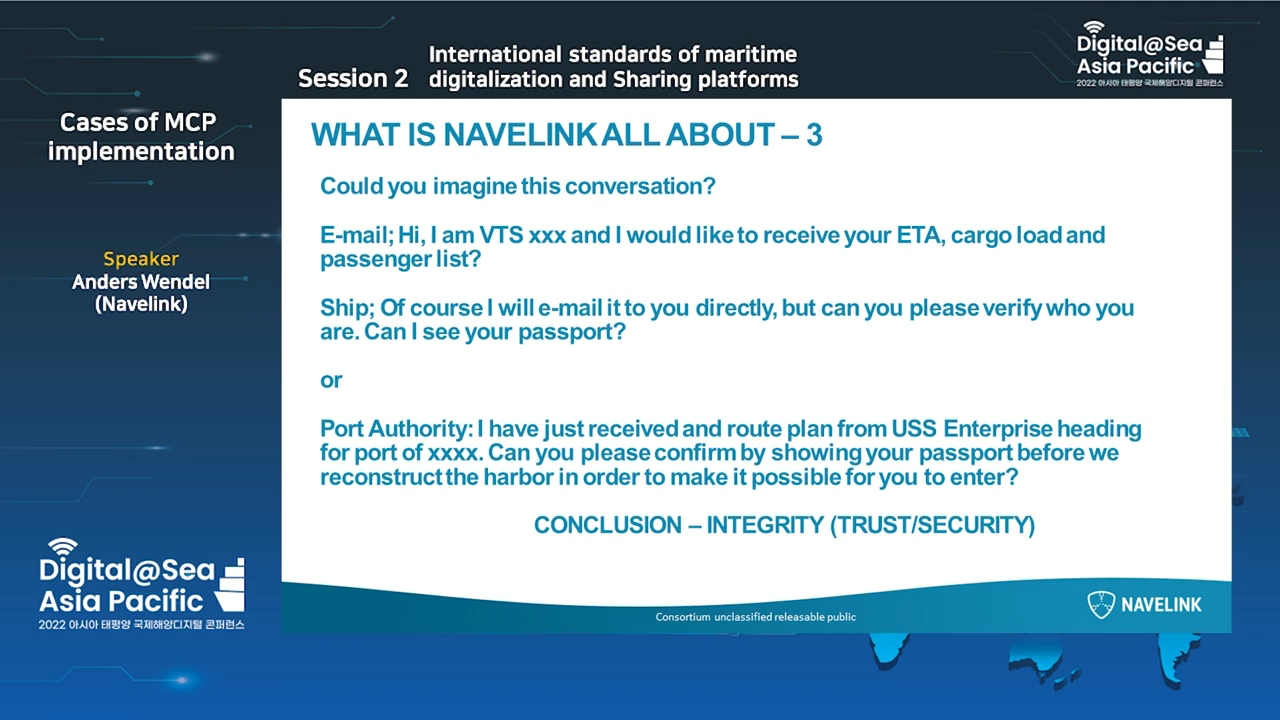 Session 2
International standards of maritime
digitalization and Sharing platforms
Digital@Sea
Asia Pacific
2022 아시아 태평양 국제해양디지털 콘퍼런스
Cases of MCP
implementation
Speaker
Anders Wendel
(Navelink)
WHAT IS NAVELINK ALL ABOUT – 3
Could you imagine this conversation?
E-mail; Hi, I am VTS xxx and I would like to receive your ETA, cargo load and
passenger list?
Ship; Of course I will e-mail it to you directly, but can you please verify who you
are. Can I see your passport?
or
Port Authority: I have just received and route plan from USS Enterprise heading
for port of xxxx. Can you please confirm by showing your passport before we
reconstruct the harbor in order to make it possible for you to enter?
CONCLUSION – INTEGRITY (TRUST/SECURITY)
Consortium unclassified releasable public
NAVELINK
Digital@Sea
Asia Pacific
2022 아시아 태평양 국제해양디지털 콘퍼런스